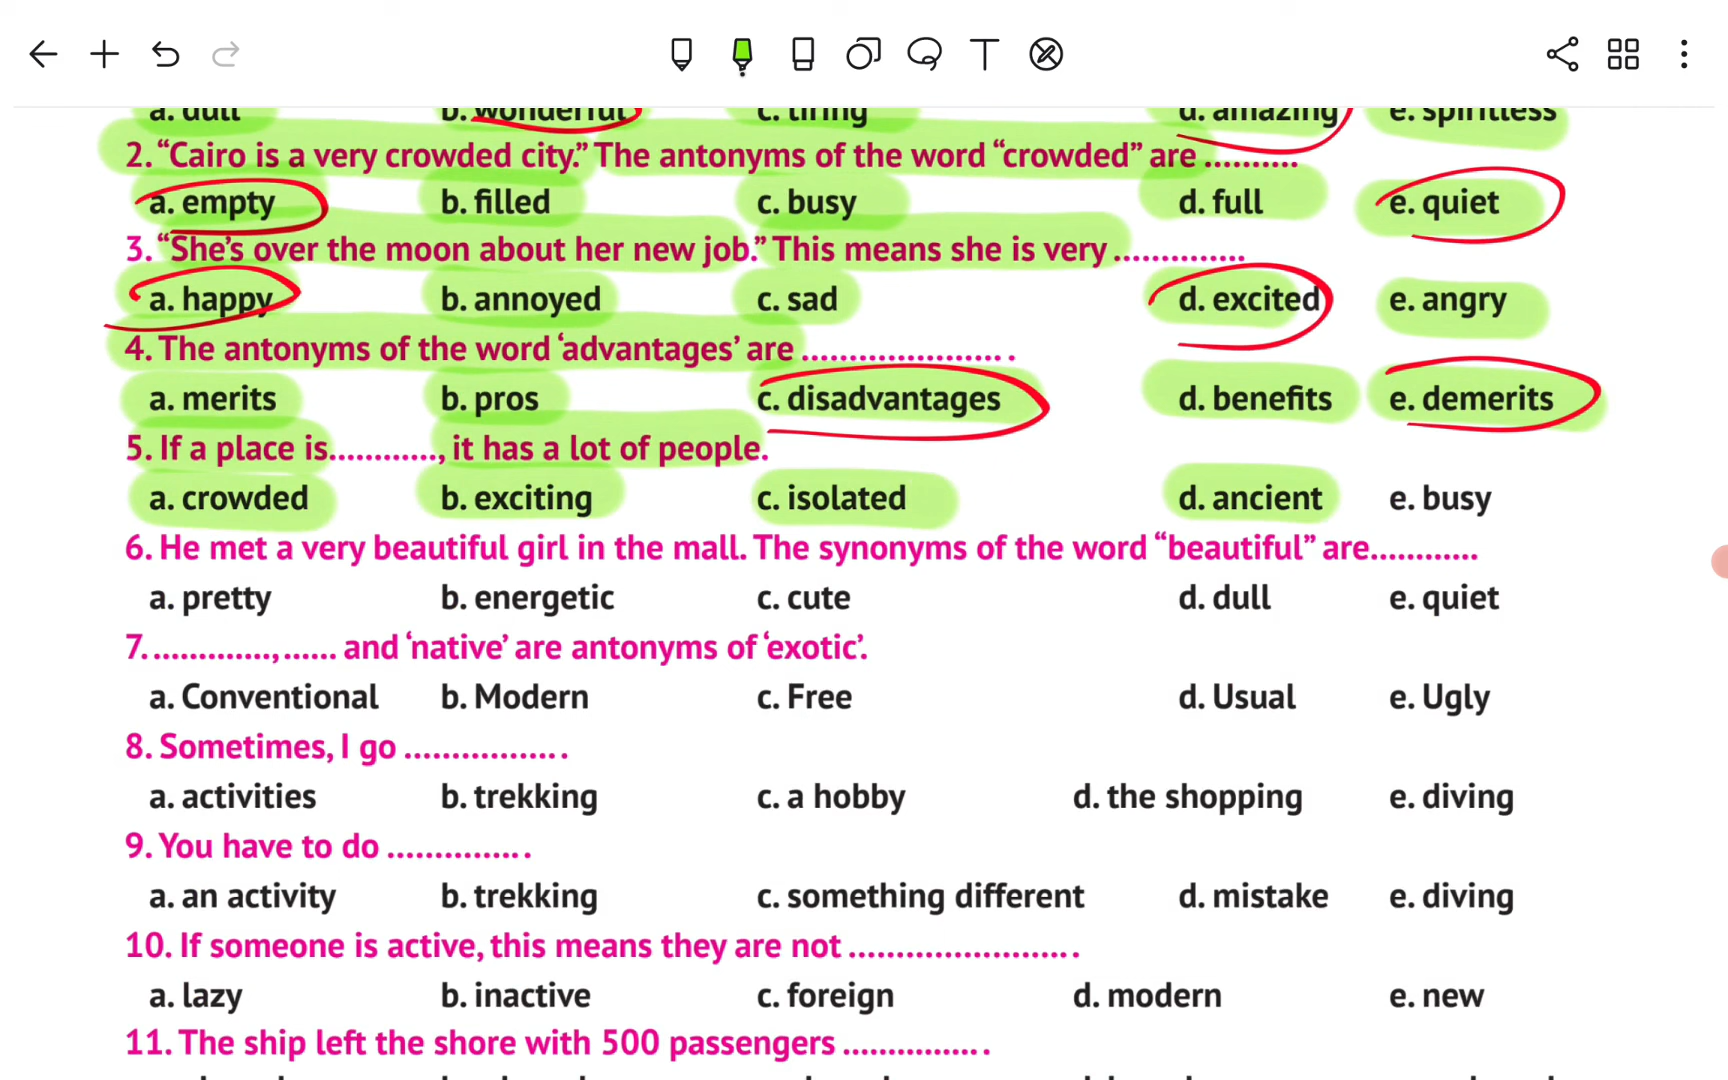 a. dull b. wonderful c. tiring d. amazing e. spiritless
2. “Cairo is a very crowded city.” The antonyms of the word “crowded” are ..........
a. empty b. filled c. busy d. full e. quiet
3. “She’s over the moon about her new job.” This means she is very ..............
a. happy b. annoyed c. sad d. excited e. angry
4. The antonyms of the word ‘advantages’ are ...................... .
a. merits b. pros c. disadvantages d. benefits e. demerits
5. If a place is............, it has a lot of people.
a. crowded b. exciting c. isolated d. ancient e. busy
6. He met a very beautiful girl in the mall. The synonyms of the word “beautiful” are............
a. pretty b. energetic c. cute d. dull e. quiet
7. ............., ...... and ‘native’ are antonyms of ‘exotic’.
a. Conventional b. Modern c. Free d. Usual e. Ugly
8. Sometimes, I go ................ .
a. activities b. trekking c. a hobby d. the shopping e. diving
9. You have to do .............. .
a. an activity b. trekking c. something different d. mistake e. diving
10. If someone is active, this means they are not ....................... .
a. lazy b. inactive c. foreign d. modern e. new
11. The ship left the shore with 500 passengers .............. .